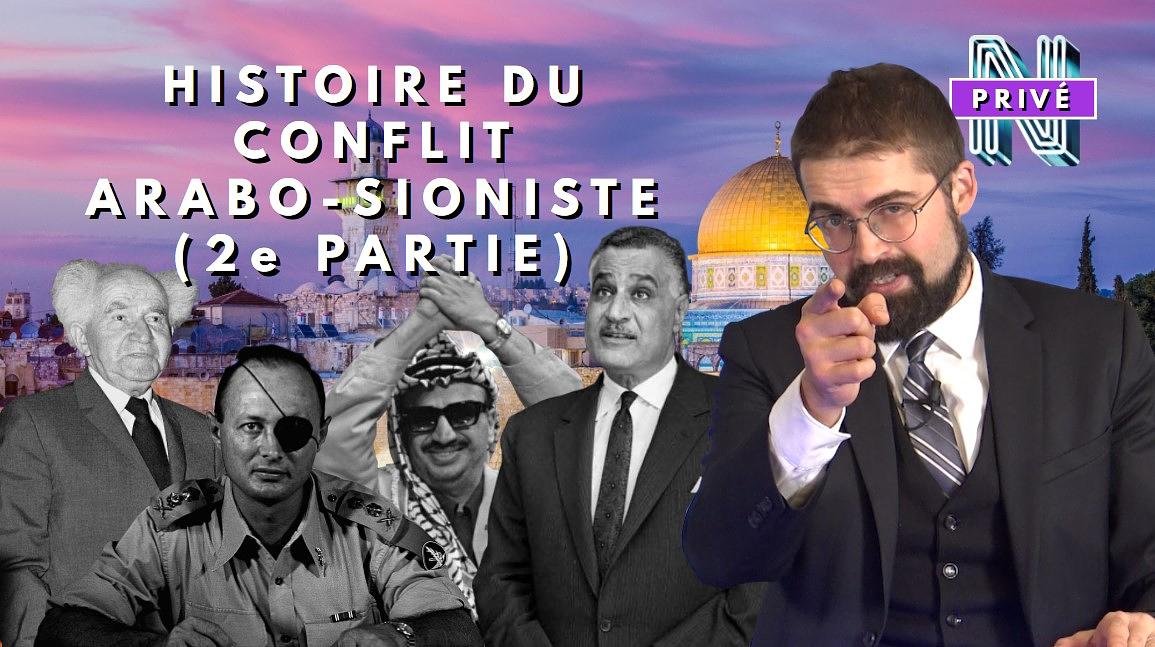 HISTOIRE DU
CONFLIT
ARABO-SIONISTE
(2e PARTIE)
N
PRIVÉ